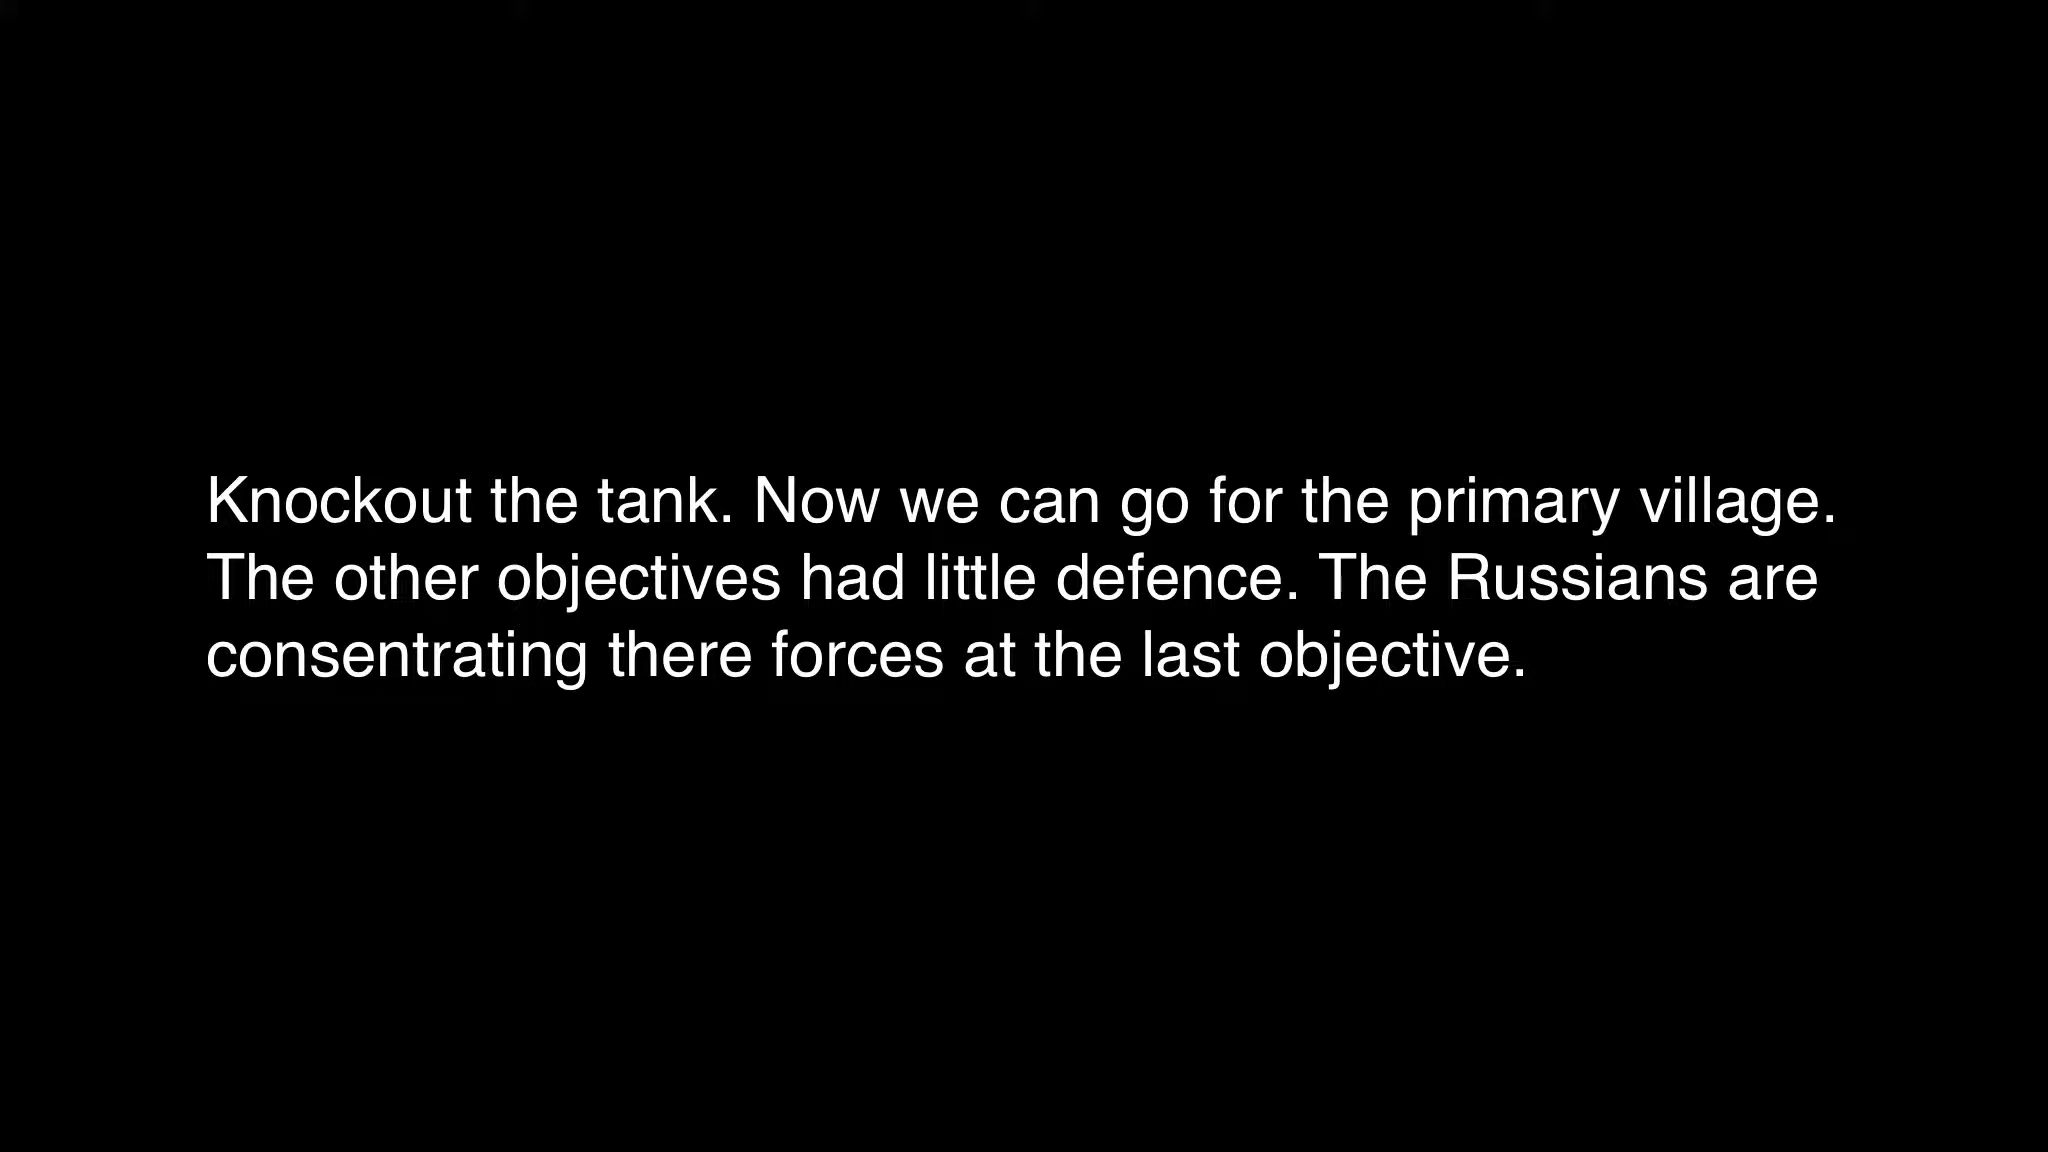 Knockout the tank. Now we can go for the primary village.
The other objectives had little defence. The Russians are
consentrating there forces at the last objective.